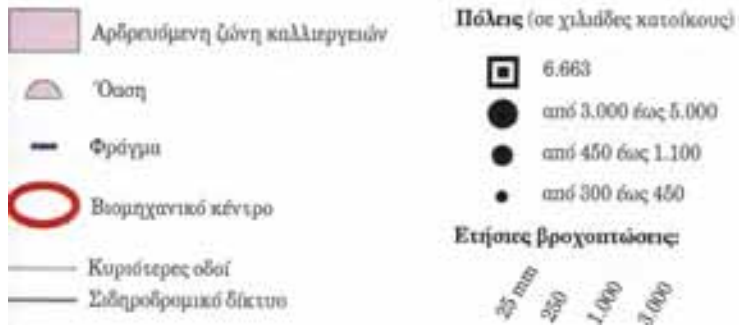 Αρδρευόμενη ζώνη καλλιεργειών
Όαση
Φράγμα
Βιομηχανικό κέντρο
Κυριότερες οδοί
Σιδηροδρομικό δίκτυο
Πόλεις (σε χιλιάδες κατοίκους)
6.663
από 3.000 έως 5.000
από 450 έως 1.100
από 300 έως 450
Ετήσιες βροχοπτώσεις:
25 mm
250
1.000
3.000